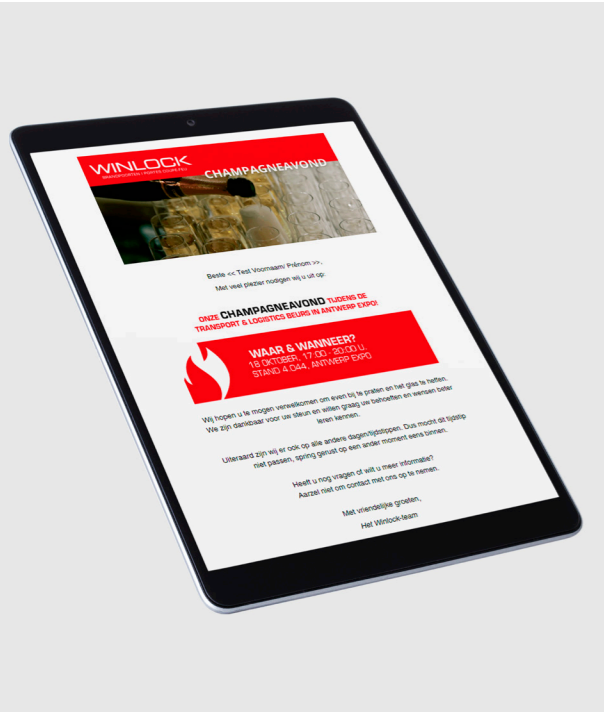 WINLOCK
BRANDPOORTEN / PORTES COUPE-FEU
CHAMPAGNEAVOND
Beste << Test Voornaam/ Prénom >>,
Met veel plezier nodigen wij u uit op:
ONZE CHAMPAGNEAVOND TIJDENS DE
TRANSPORT & LOGISTICS BEURS IN ANTWERP EXPO!
WAAR & WANNEER?
18 OKTOBER, 17:00 - 20:00 U.
STAND 4.044, ANTWERP EXPO
Wij hopen u te mogen verwelkomen om even bij te praten en het glas te heffen.
We zijn dankbaar voor uw steun en willen graag uw behoeften en wensen beter
leren kennen.
Uiteraard zijn wij er ook op alle andere dagen/tijdstippen. Dus mocht dit tijdstip
niet passen, spring gerust op een ander moment eens binnen.
Heeft u nog vragen of wilt u meer informatie?
Aarzel niet om contact met ons op te nemen.
Met vriendelijke groeten,
Het Winlock-team